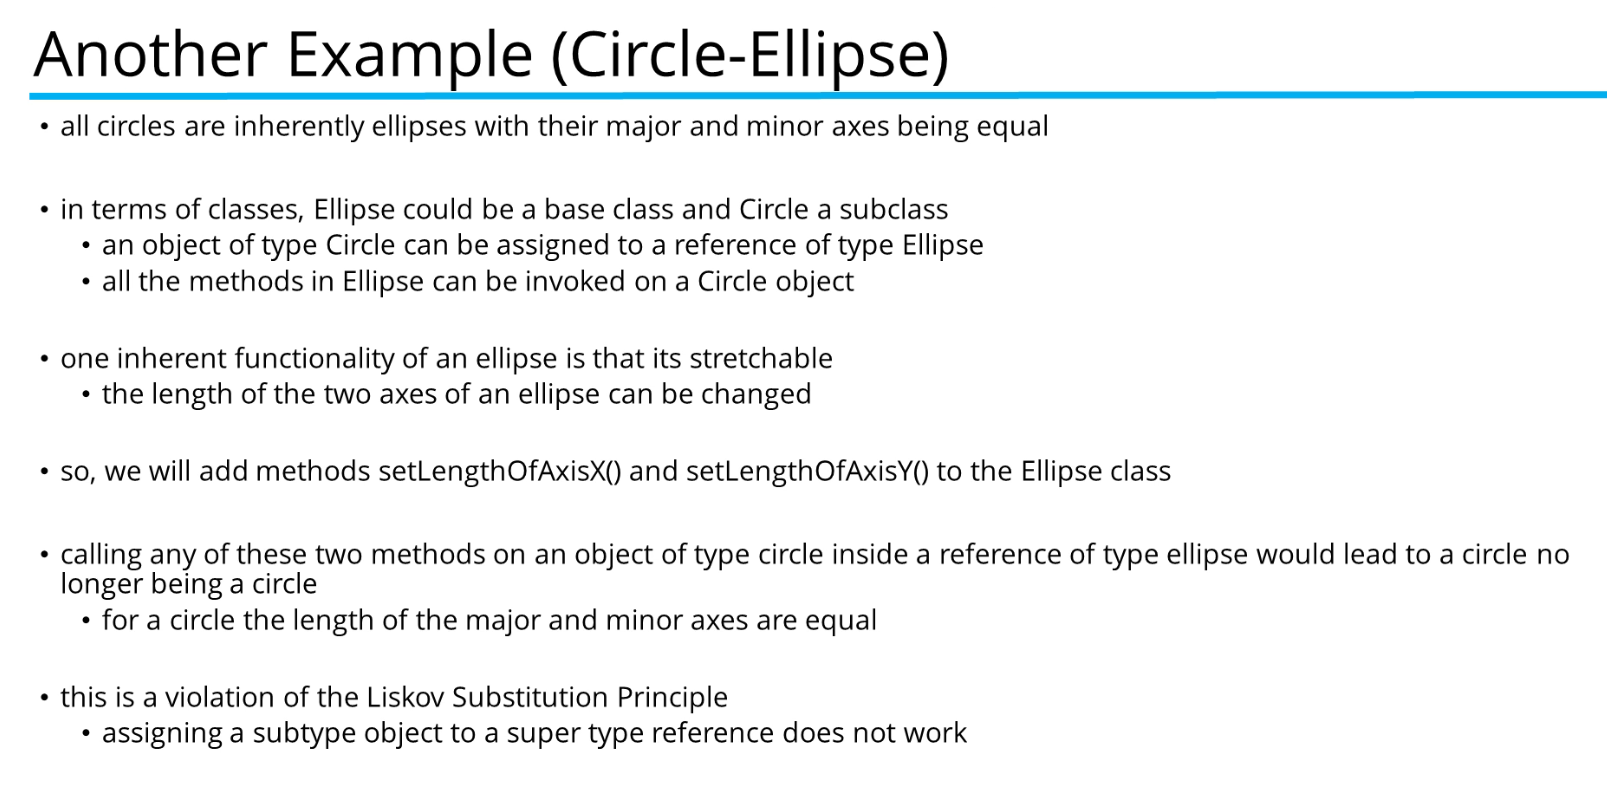 Another Example (Circle-Ellipse)
• all circles are inherently ellipses with their major and minor axes being equal
• in terms of classes, Ellipse could be a base class and Circle a subclass
• an object of type Circle can be assigned to a reference of type Ellipse
• all the methods in Ellipse can be invoked on a Circle object
• one inherent functionality of an ellipse is that its stretchable
• the length of the two axes of an ellipse can be changed
• so, we will add methods setLengthOfAxisX() and setLengthOfAxisY() to the Ellipse class
• calling any of these two methods on an object of type circle inside a reference of type ellipse would lead to a circle no
longer being a circle
• for a circle the length of the major and minor axes are equal
• this is a violation of the Liskov Substitution Principle
• assigning a subtype object to a super type reference does not work